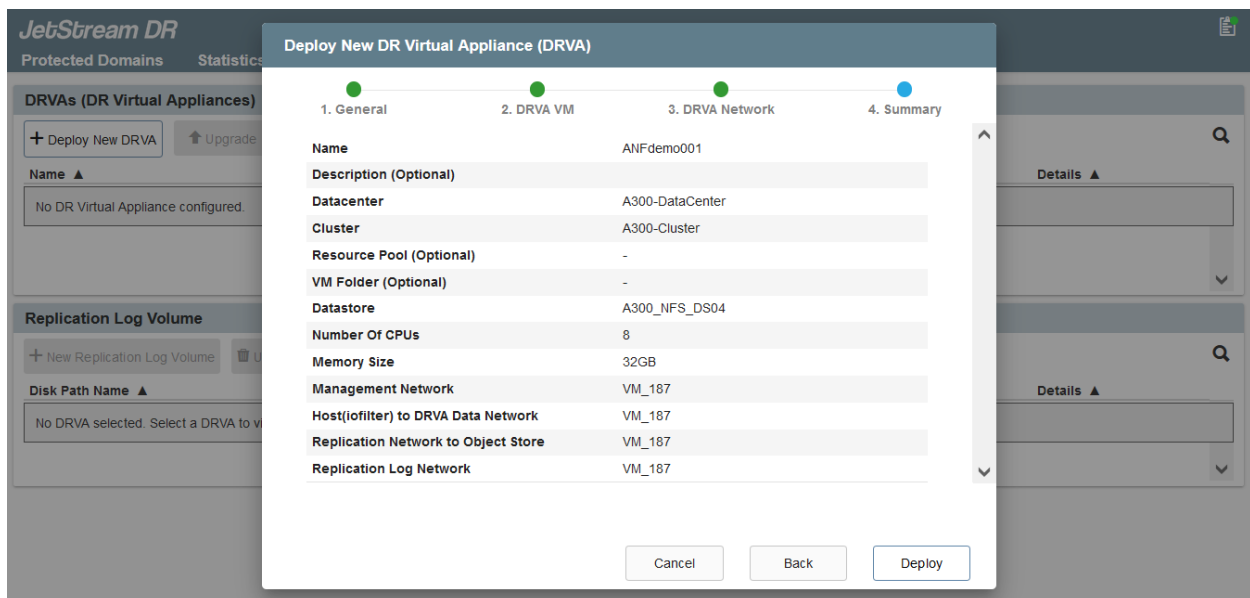 JetStream DR
Protected Domains Statistics
DRVAs (DR Virtual Appliances)
+ Deploy New DRVA Upgrade
Name ▲ Details ▲
No DR Virtual Appliance configured.
Replication Log Volume
+ New Replication Log Volume U
Disk Path Name ▲ Details ▲
No DRVA selected. Select a DRVA to vi
Deploy New DR Virtual Appliance (DRVA)
1. General 2. DRVA VM 3. DRVA Network 4. Summary
Name ANFdemo001
Description (Optional)
Datacenter A300-DataCenter
Cluster A300-Cluster
Resource Pool (Optional) -
VM Folder (Optional) -
Datastore A300_NFS_DS04
Number Of CPUs 8
Memory Size 32GB
Management Network VM_187
Host(iofilter) to DRVA Data Network VM_187
Replication Network to Object Store VM_187
Replication Log Network VM_187
Cancel Back Deploy